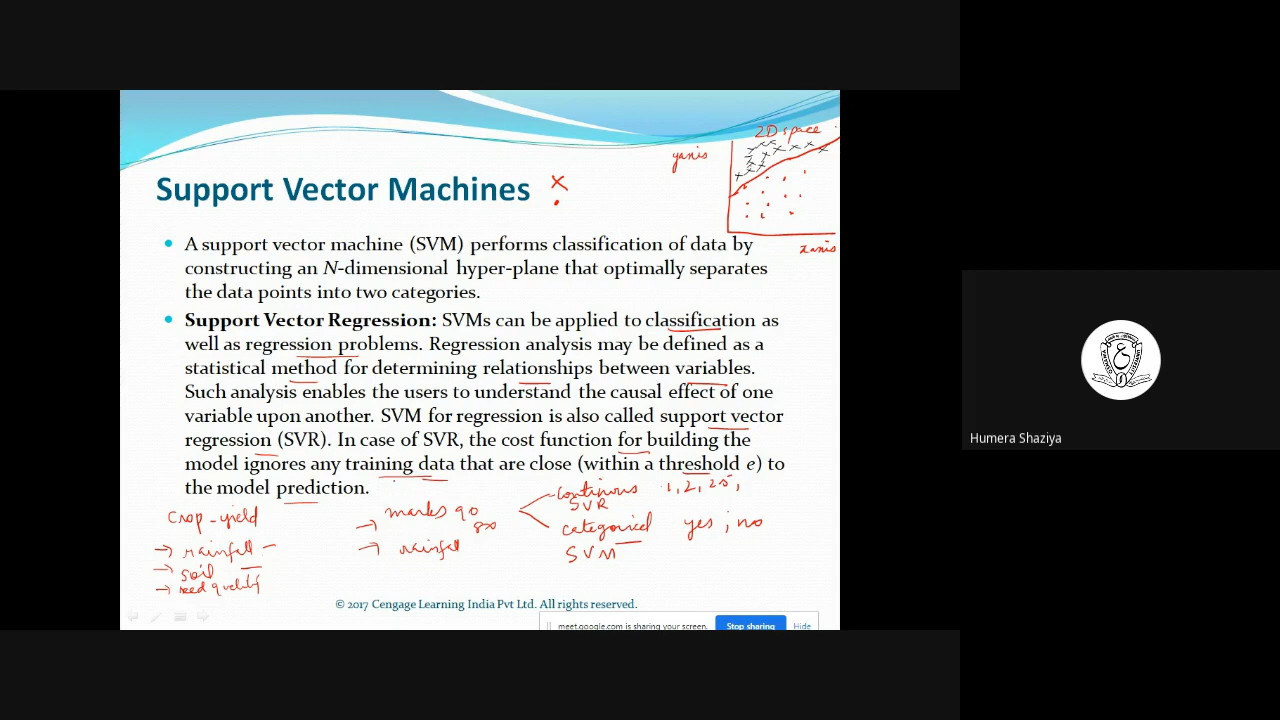 2D space
yaxis
Support Vector Machines
x
xaxis
• A support vector machine (SVM) performs classification of data by
constructing an N-dimensional hyper-plane that optimally separates
the data points into two categories.
• Support Vector Regression: SVMs can be applied to classification as
well as regression problems. Regression analysis may be defined as a
statistical method for determining relationships between variables.
Such analysis enables the users to understand the causal effect of one
variable upon another. SVM for regression is also called support vector
regression (SVR). In case of SVR, the cost function for building the
model ignores any training data that are close (within a threshold e) to
the model prediction.
Crop-yield
→ rainfall -
→ soil
→ seed quality
→ marks 90
80
→ rainfall
continous 1, 2, 25,
SVR
categorical yes ; no
SVM
© 2017 Cengage Learning India Pvt Ltd. All rights reserved.
meet.google.com is sharing your screen.
Stop sharing
Hide
Humera Shaziya